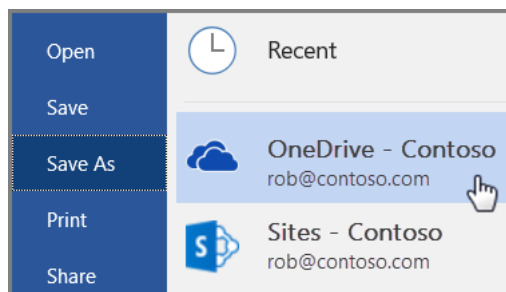 Open
Save
Save As
Print
Share
Recent
OneDrive - Contoso
rob@contoso.com
S
Sites - Contoso
rob@contoso.com